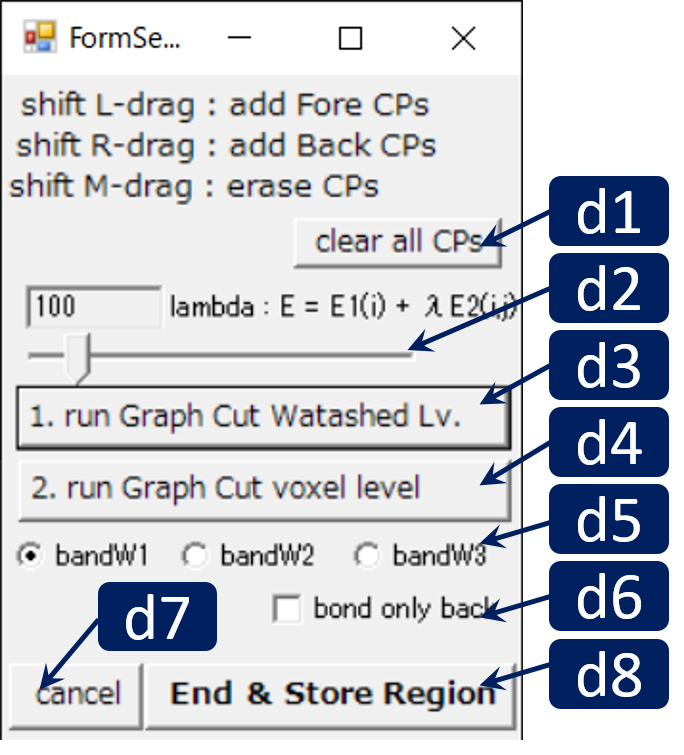 FormSe...
shift L-drag : add Fore CPs
shift R-drag : add Back CPs
shift M-drag : erase CPs
clear all CPs
d1
100 lambda : E = E1(i) + λ E2(i,j)
d2
d3
1. run Graph Cut Watashed Lv.
d4
2. run Graph Cut voxel level
d5
bandW1 bandW2 bandW3
d6
bond only back
d7
d8
cancel End & Store Region